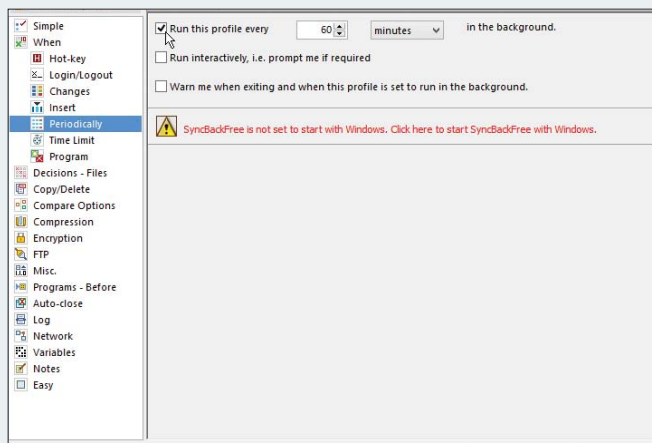 Simple
When
Hot-key
Login/Logout
Changes
Insert
Periodically
Time Limit
Program
Decisions - Files
Copy/Delete
Compare Options
Compression
Encryption
FTP
Misc.
Programs - Before
Auto-close
Log
Network
Variables
Notes
Easy
Run this profile every 60 minutes in the background.
Run interactively, i.e. prompt me if required
Warn me when exiting and when this profile is set to run in the background.
SyncBackFree is not set to start with Windows. Click here to start SyncBackFree with Windows.